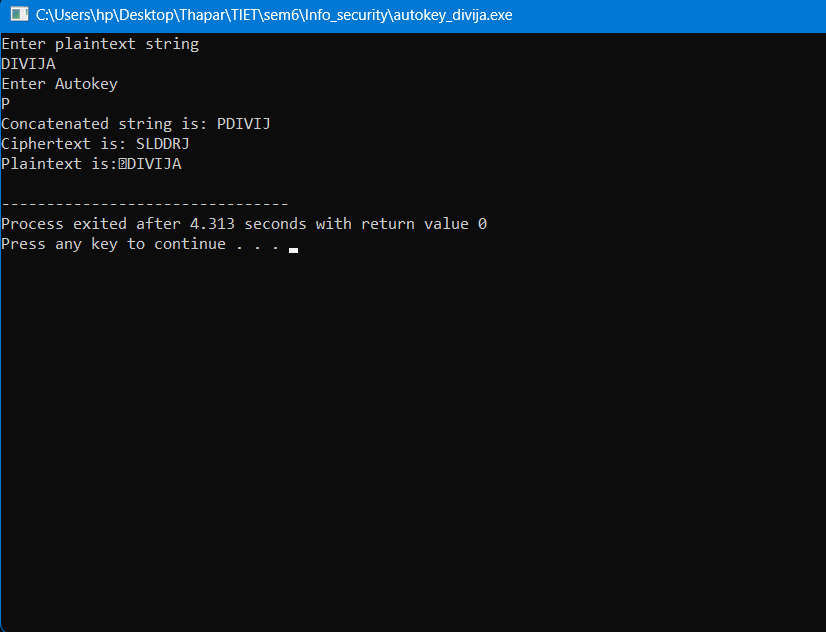 C:\Users\hp\Desktop\Thapar\TIET\sem6\Info_security\autokey_divija.exe
Enter plaintext string
DIVIJA
Enter Autokey
P
Concatenated string is: PDIVIJ
Ciphertext is: SLDDRJ
Plaintext is:⍰DIVIJA
--------------------------------
Process exited after 4.313 seconds with return value 0
Press any key to continue . . .